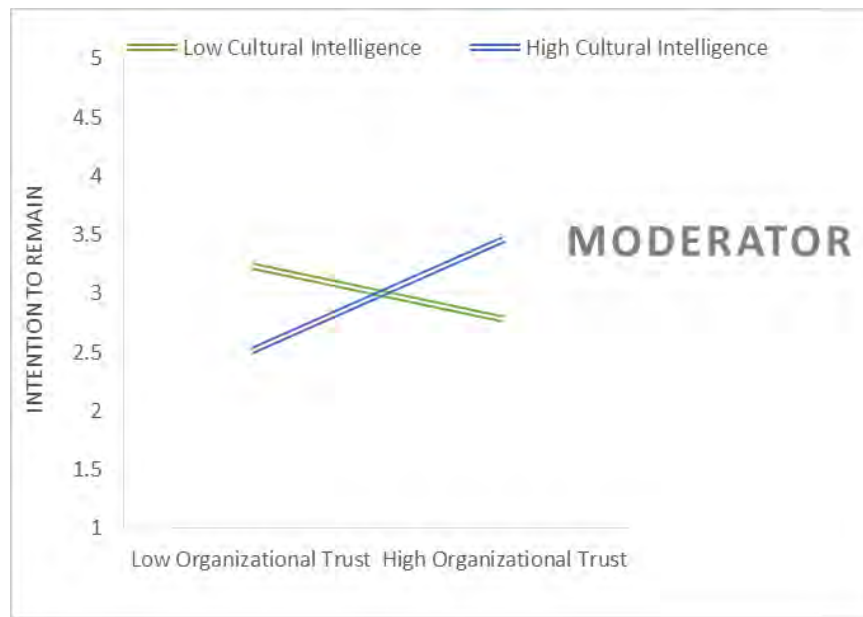 Low Cultural Intelligence High Cultural Intelligence
5
4.5
4
3.5
3
2.5
2
1.5
1
INTENTION TO REMAIN
MODERATOR
Low Organizational Trust High Organizational Trust